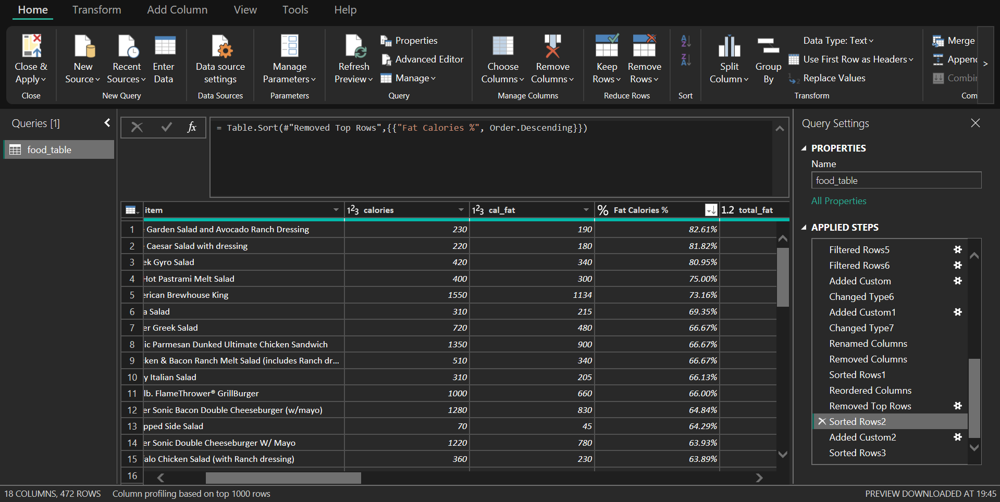 Home Transform Add Column View Tools Help
Close & Apply
New Source
Recent Sources
Enter Data
Data source settings
Manage Parameters
Refresh Preview
Properties
Advanced Editor
Manage
Choose Columns
Remove Columns
Keep Rows
Remove Rows
Split Column
Group By
Data Type: Text
Use First Row as Headers
Replace Values
Merge
Appen
Combin
Close New Query Data Sources Parameters Query Manage Columns Reduce Rows Sort Transform Com
Queries [1]
food_table
fx
= Table.Sort(#"Removed Top Rows",{{"Fat Calories %", Order.Descending}})
item 123 calories 123 cal_fat % Fat Calories % 1.2 total_fat
1 Garden Salad and Avocado Ranch Dressing 230 190 82.61%
2 Caesar Salad with dressing 220 180 81.82%
3 ek Gyro Salad 420 340 80.95%
4 Hot Pastrami Melt Salad 400 300 75.00%
5 erican Brewhouse King 1550 1134 73.16%
6 a Salad 310 215 69.35%
7 er Greek Salad 720 480 66.67%
8 ic Parmesan Dunked Ultimate Chicken Sandwich 1350 900 66.67%
9 ken & Bacon Ranch Melt Salad (includes Ranch dr... 510 340 66.67%
10 y Italian Salad 310 205 66.13%
11 lb. FlameThrower® GrillBurger 1000 660 66.00%
12 er Sonic Bacon Double Cheeseburger (w/mayo) 1280 830 64.84%
13 pped Side Salad 70 45 64.29%
14 er Sonic Double Cheeseburger W/ Mayo 1220 780 63.93%
15 falo Chicken Salad (with Ranch dressing) 360 230 63.89%
16
Query Settings
PROPERTIES
Name
food_table
All Properties
APPLIED STEPS
Filtered Rows5
Filtered Rows6
Added Custom
Changed Type6
Added Custom1
Changed Type7
Renamed Columns
Removed Columns
Sorted Rows1
Reordered Columns
Removed Top Rows
Sorted Rows2
Added Custom2
Sorted Rows3
18 COLUMNS, 472 ROWS Column profiling based on top 1000 rows PREVIEW DOWNLOADED AT 19:45